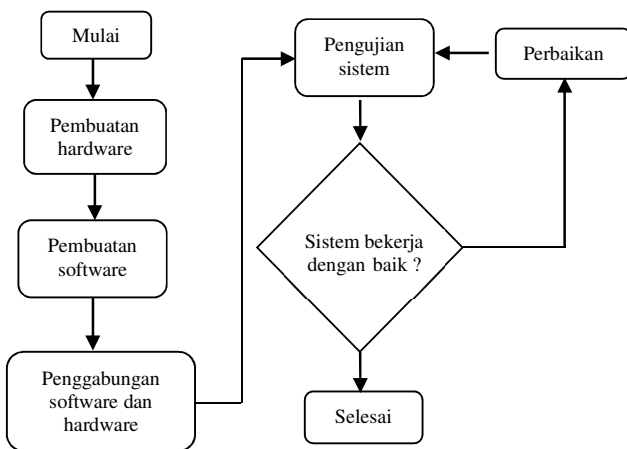 Mulai
Pembuatan
hardware
Pembuatan
software
Penggabungan
software dan
hardware
Pengujian
sistem
Perbaikan
Sistem bekerja
dengan baik ?
Selesai